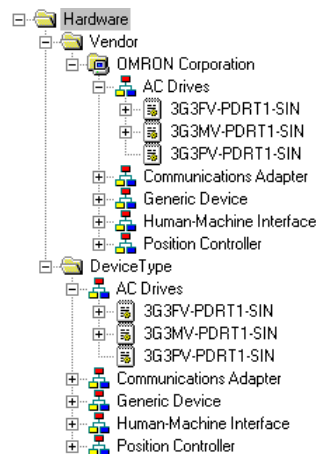 Hardware
Vendor
OMRON Corporation
AC Drives
3G3FV-PDRT1-SIN
3G3MV-PDRT1-SIN
3G3PV-PDRT1-SIN
Communications Adapter
Generic Device
Human-Machine Interface
Position Controller
DeviceType
AC Drives
3G3FV-PDRT1-SIN
3G3MV-PDRT1-SIN
3G3PV-PDRT1-SIN
Communications Adapter
Generic Device
Human-Machine Interface
Position Controller